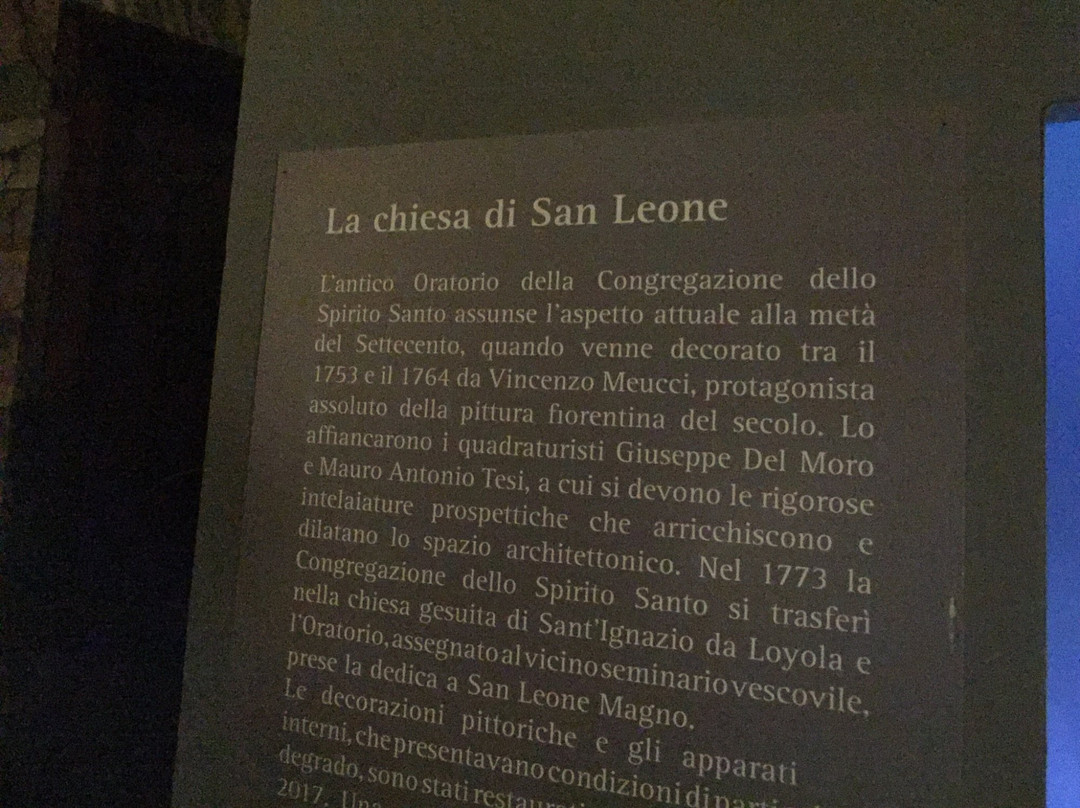 La chiesa di San Leone
L'antico Oratorio della Congregazione dello
Spirito Santo assunse l'aspetto attuale alla metà
del Settecento, quando venne decorato tra il
1753 e il 1764 da Vincenzo Meucci, protagonista
assoluto della pittura fiorentina del secolo. Lo
affiancarono i quadraturisti Giuseppe Del Moro
e Mauro Antonio Tesi, a cui si devono le rigorose
intelaiature prospettiche che arricchiscono e
dilatano lo spazio architettonico. Nel 1773 la
Congregazione dello Spirito Santo si trasferì
nella chiesa gesuita di Sant'Ignazio da Loyola e
l'Oratorio, assegnato al vicino seminario vescovile,
prese la dedica a San Leone Magno.
Le decorazioni pittoriche e gli apparati
interni, che presentavano condizioni di
degrado, sono stati
2017.